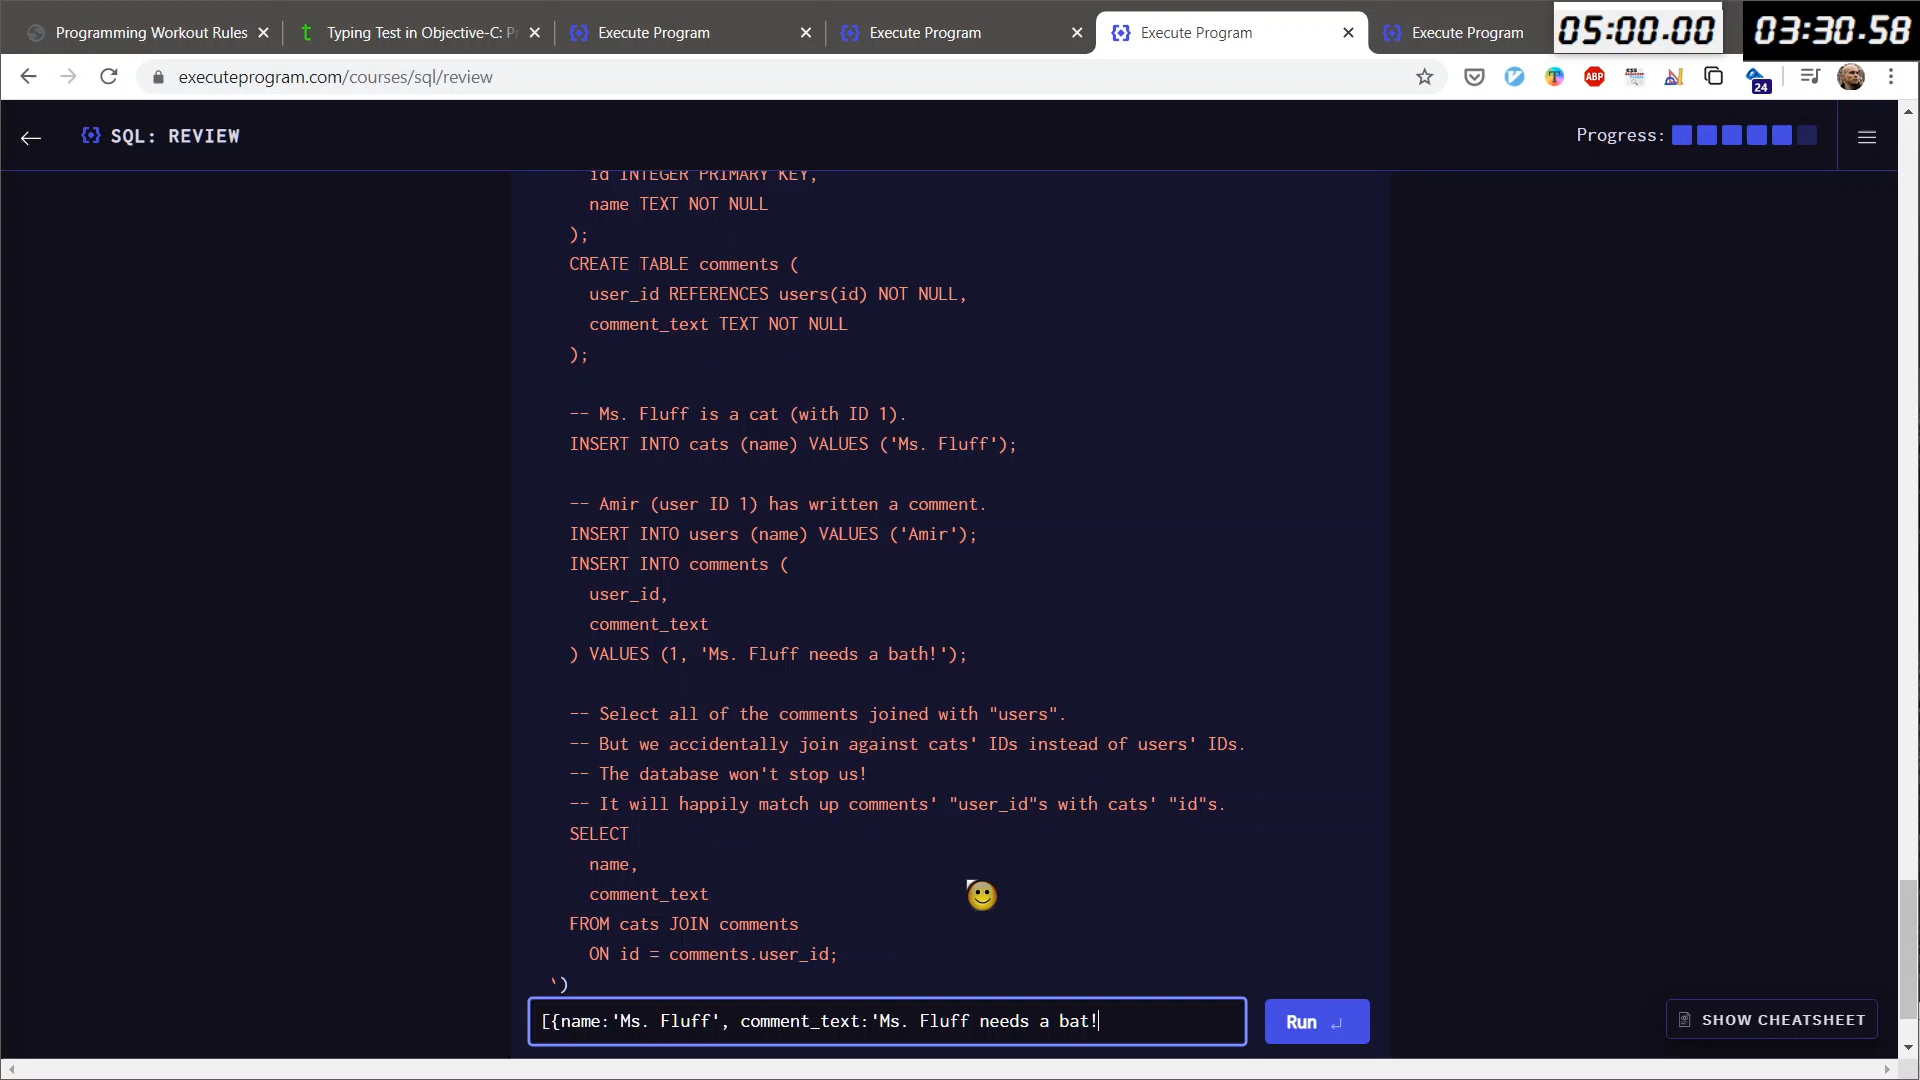 Programming Workout Rules
Typing Test in Objective-C: P
Execute Program
Execute Program
Execute Program
Execute Program
05:00.00
03:30.58
executeprogram.com/courses/sql/review
ABP
24
SQL: REVIEW
Progress:
id INTEGER PRIMARY KEY,
name TEXT NOT NULL
);
CREATE TABLE comments (
user_id REFERENCES users(id) NOT NULL,
comment_text TEXT NOT NULL
);
-- Ms. Fluff is a cat (with ID 1).
INSERT INTO cats (name) VALUES ('Ms. Fluff');
-- Amir (user ID 1) has written a comment.
INSERT INTO users (name) VALUES ('Amir');
INSERT INTO comments (
user_id,
comment_text
) VALUES (1, 'Ms. Fluff needs a bath!');
-- Select all of the comments joined with "users".
-- But we accidentally join against cats' IDs instead of users' IDs.
-- The database won't stop us!
-- It will happily match up comments' "user_id"s with cats' "id"s.
SELECT
name,
comment_text
FROM cats JOIN comments
ON id = comments.user_id;
`)
[{name:'Ms. Fluff', comment_text:'Ms. Fluff needs a bat!
Run
SHOW CHEATSHEET